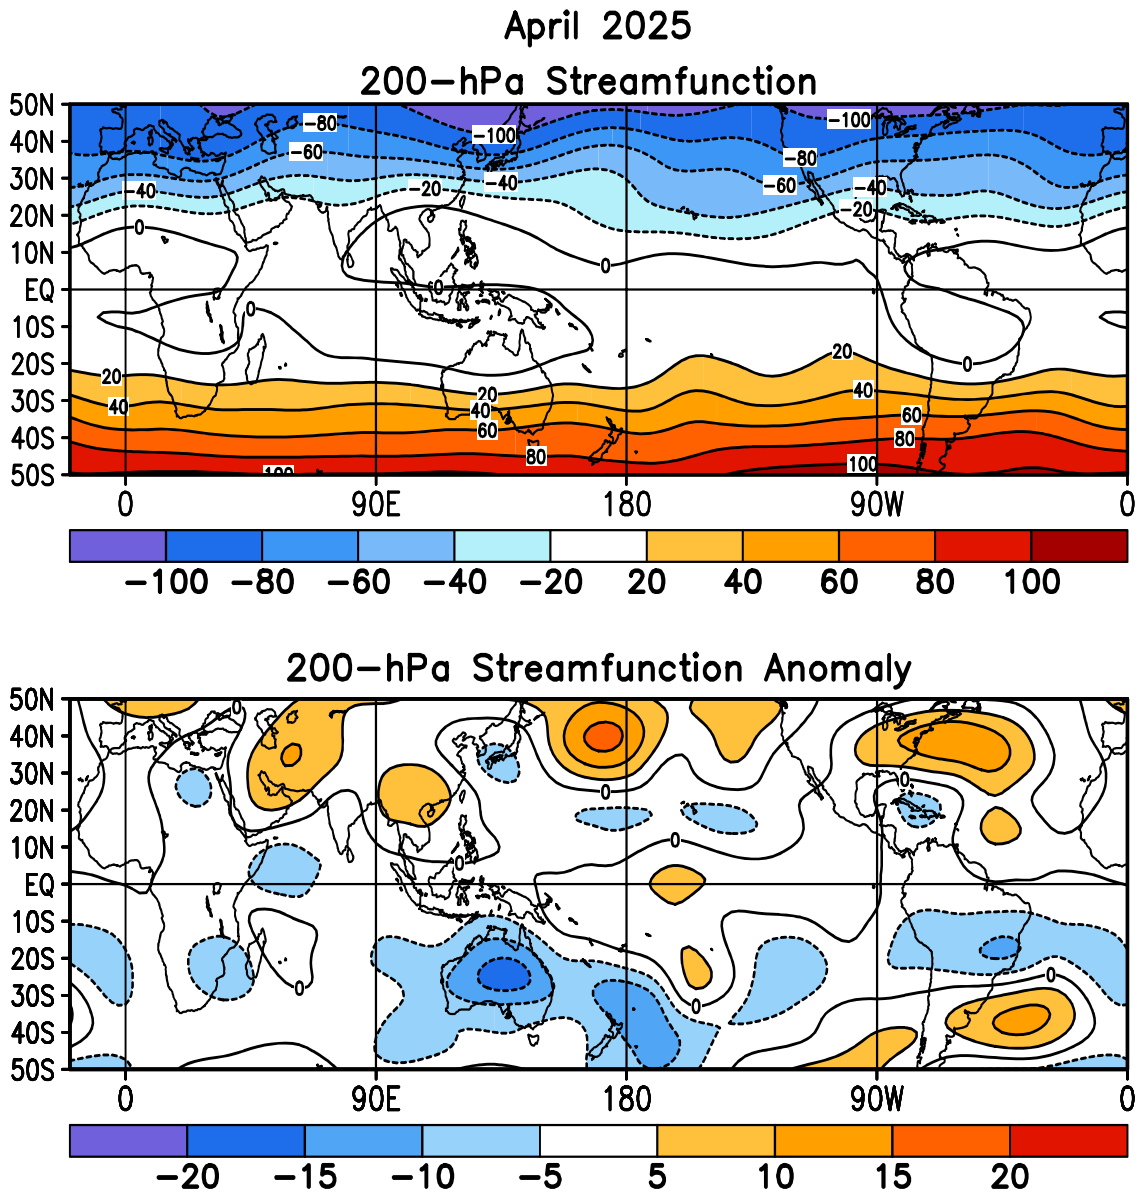 April 2025
200-hPa Streamfunction
50N
40N
30N
20N
10N
EQ
10S
20S
30S
40S
50S
-80
-100
-100
-60
-80
-40
-20
-40
-60
-40
-20
0
0
0
0
0
20
20
20
40
40
40
60
60
80
80
100
100
0 90E 180 90W 0
-100 -80 -60 -40 -20 20 40 60 80 100
200-hPa Streamfunction Anomaly
50N
40N
30N
20N
10N
EQ
10S
20S
30S
40S
50S
0
0
0
0
0
0
0
0
0 90E 180 90W 0
-20 -15 -10 -5 5 10 15 20